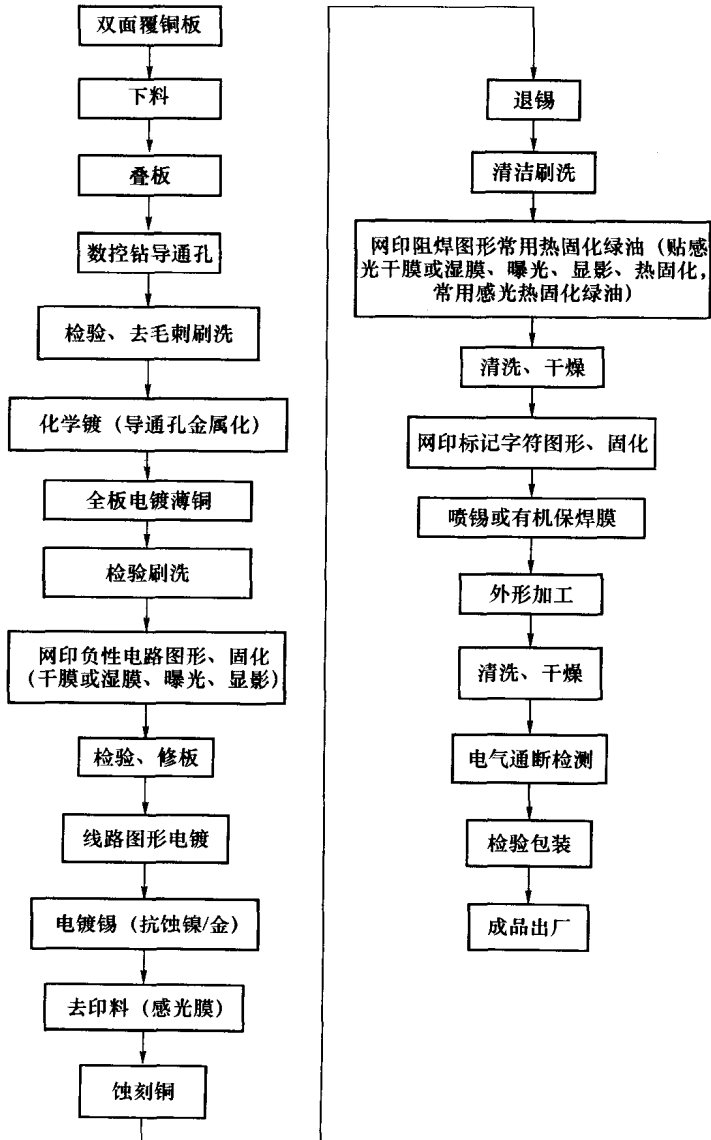 双面覆铜板
下料
叠板
数控钻导通孔
检验、去毛刺刷洗
化学镀（导通孔金属化）
全板电镀薄铜
检验刷洗
网印负性电路图形、固化
（干膜或湿膜、曝光、显影）
检验、修板
线路图形电镀
电镀锡（抗蚀镍/金）
去印料（感光膜）
蚀刻铜
退锡
清洁刷洗
网印阻焊图形常用热固化绿油（贴感
光干膜或湿膜、曝光、显影、热固化，
常用感光热固化绿油）
清洗、干燥
网印标记字符图形、固化
喷锡或有机保焊膜
外形加工
清洗、干燥
电气通断检测
检验包装
成品出厂